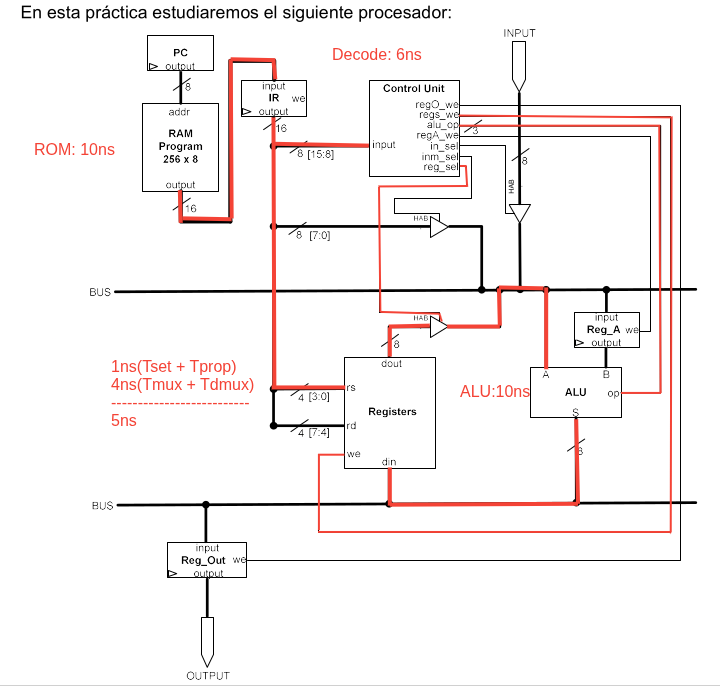 En esta práctica estudiaremos el siguiente procesador:
INPUT
Decode: 6ns
PC
output
8
input
IR
we
output
16
Control Unit
input
regO_we
regs_we
alu_op
regA_we
in_sel
inm_sel
reg_sel
3
addr
RAM
Program
256 x 8
output
16
ROM: 10ns
8 [15:8]
8
HAB
HAB
8 [7:0]
BUS
HAB
input
Reg_A
we
output
8
1ns(Tset + Tprop)
4ns(Tmux + Tdmux)
-------------------------
5ns
dout
rs
4 [3:0]
Registers
rd
4 [7:4]
we
din
ALU:10ns
A
B
ALU
op
S
8
BUS
input
Reg_Out
we
output
OUTPUT